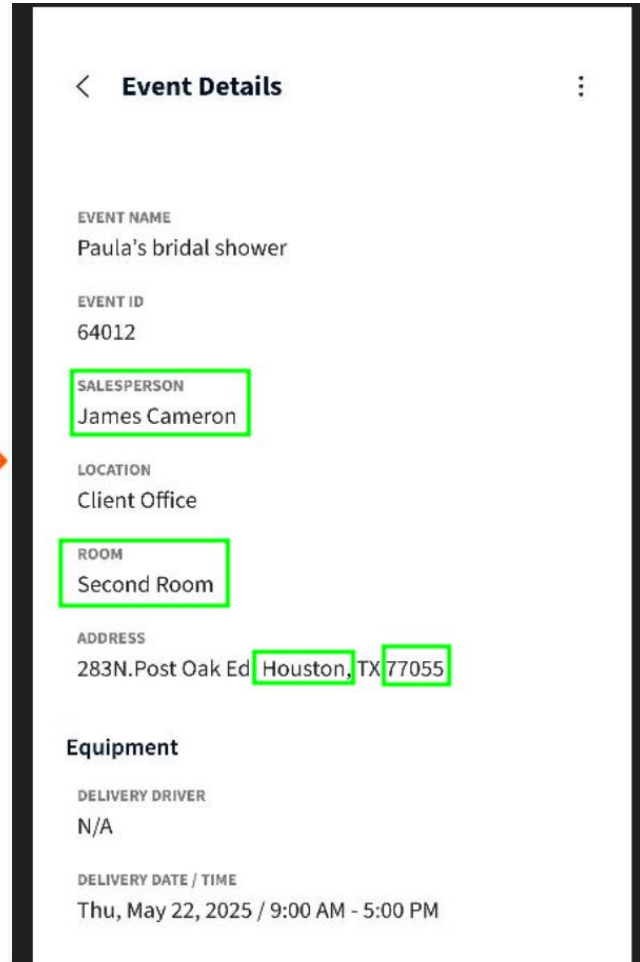 Event Details
EVENT NAME
Paula's bridal shower
EVENT ID
64012
SALESPERSON
James Cameron
LOCATION
Client Office
ROOM
Second Room
ADDRESS
283N.Post Oak Ed Houston, TX 77055
Equipment
DELIVERY DRIVER
N/A
DELIVERY DATE / TIME
Thu, May 22, 2025 / 9:00 AM - 5:00 PM